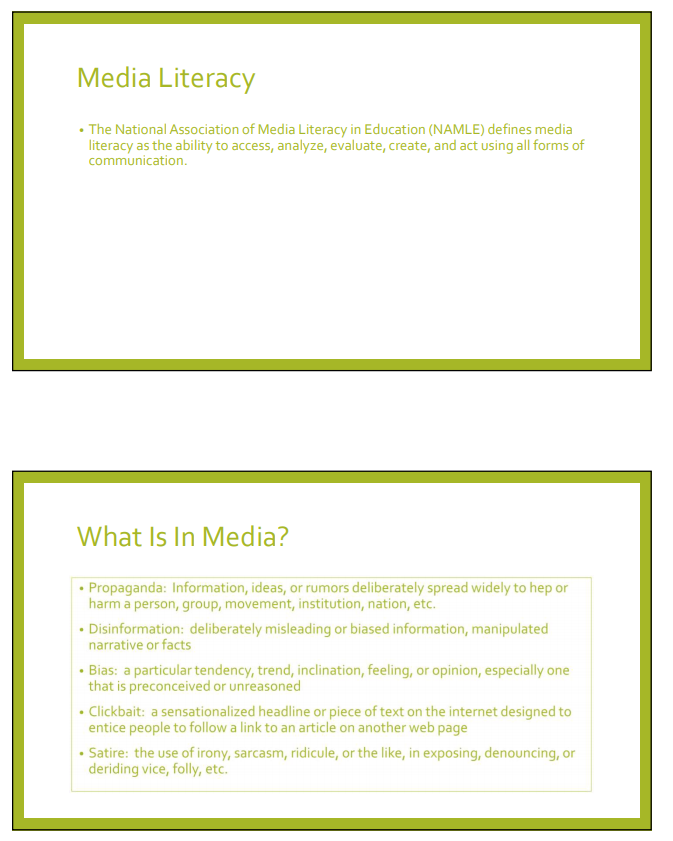 Media Literacy
• The National Association of Media Literacy in Education (NAMLE) defines media
literacy as the ability to access, analyze, evaluate, create, and act using all forms of
communication.
What Is In Media?
• Propaganda: Information, ideas, or rumors deliberately spread widely to hep or
harm a person, group, movement, institution, nation, etc.
• Disinformation: deliberately misleading or biased information, manipulated
narrative or facts
• Bias: a particular tendency, trend, inclination, feeling, or opinion, especially one
that is preconceived or unreasoned
• Clickbait: a sensationalized headline or piece of text on the internet designed to
entice people to follow a link to an article on another web page
• Satire: the use of irony, sarcasm, ridicule, or the like, in exposing, denouncing, or
deriding vice, folly, etc.